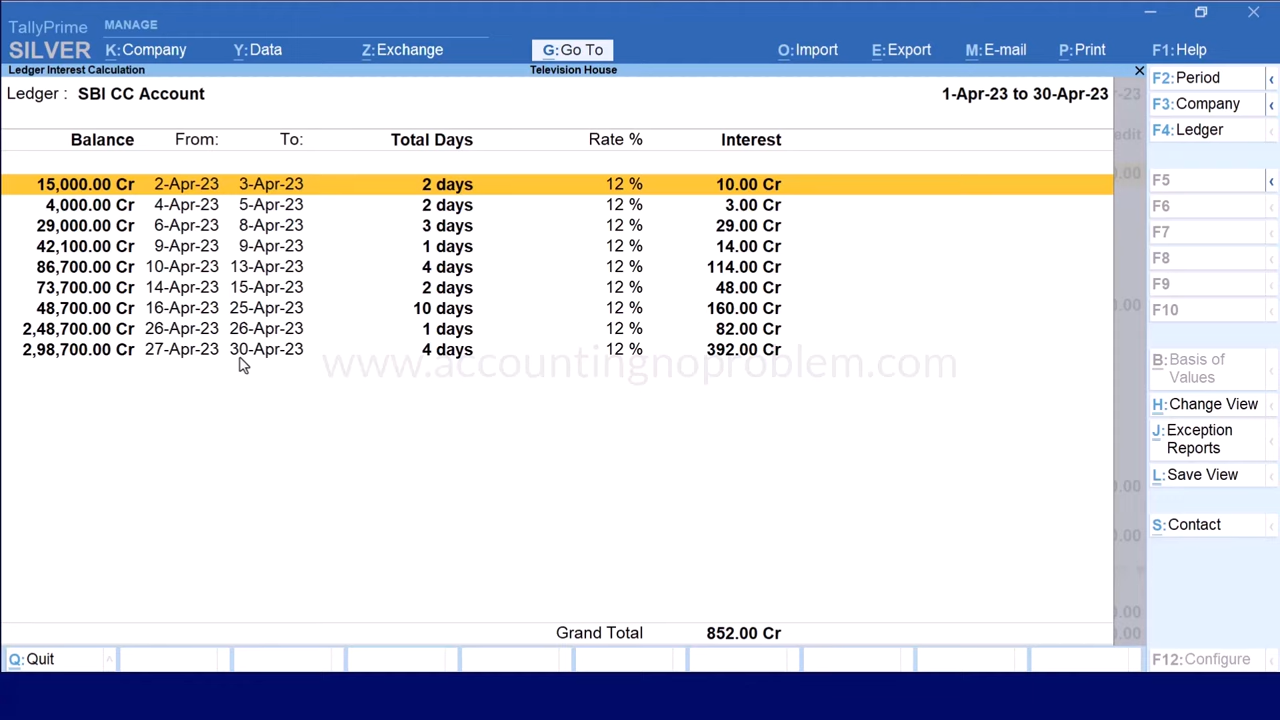 TallyPrime MANAGE
SILVER K:Company Y:Data Z:Exchange G:Go To O:Import E:Export M:E-mail P:Print F1:Help
Ledger Interest Calculation Television House
Ledger : SBI CC Account 1-Apr-23 to 30-Apr-23
Balance From: To: Total Days Rate % Interest
15,000.00 Cr 2-Apr-23 3-Apr-23 2 days 12 % 10.00 Cr
4,000.00 Cr 4-Apr-23 5-Apr-23 2 days 12 % 3.00 Cr
29,000.00 Cr 6-Apr-23 8-Apr-23 3 days 12 % 29.00 Cr
42,100.00 Cr 9-Apr-23 9-Apr-23 1 days 12 % 14.00 Cr
86,700.00 Cr 10-Apr-23 13-Apr-23 4 days 12 % 114.00 Cr
73,700.00 Cr 14-Apr-23 15-Apr-23 2 days 12 % 48.00 Cr
48,700.00 Cr 16-Apr-23 25-Apr-23 10 days 12 % 160.00 Cr
2,48,700.00 Cr 26-Apr-23 26-Apr-23 1 days 12 % 82.00 Cr
2,98,700.00 Cr 27-Apr-23 30-Apr-23 4 days 12 % 392.00 Cr
www.accountingnoproblem.com
Grand Total 852.00 Cr
F2:Period
F3:Company
F4:Ledger
F5
F6
F7
F8
F9
F10
B:Basis of
Values
H:Change View
J:Exception
Reports
L:Save View
S:Contact
F12:Configure
Q:Quit